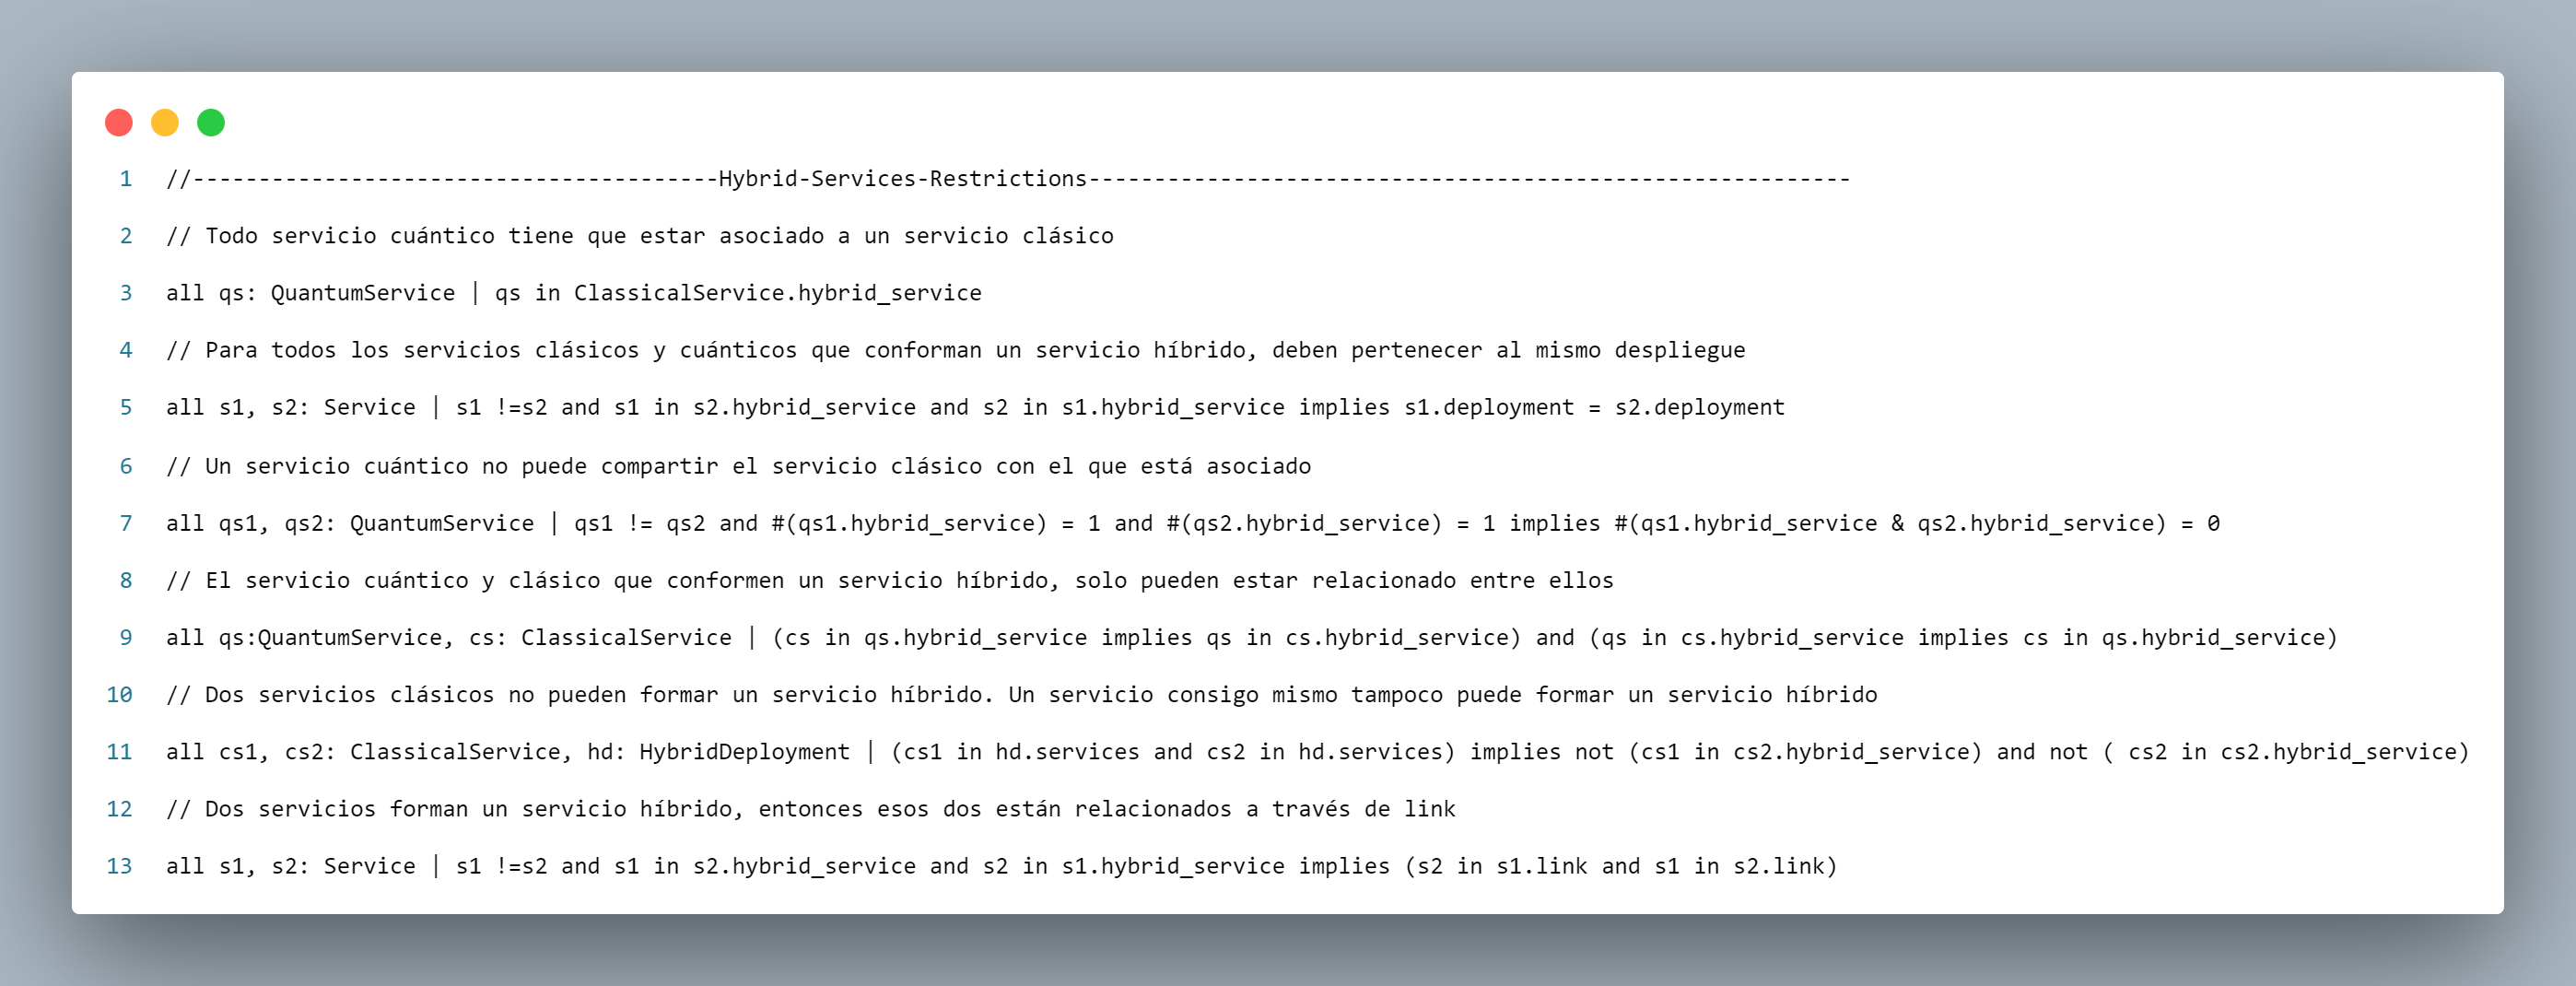 1 //----------------------------------------Hybrid-Services-Restrictions----------------------------------------------------------
2 // Todo servicio cuántico tiene que estar asociado a un servicio clásico
3 all qs: QuantumService | qs in ClassicalService.hybrid_service
4 // Para todos los servicios clásicos y cuánticos que conforman un servicio híbrido, deben pertenecer al mismo despliegue
5 all s1, s2: Service | s1 !=s2 and s1 in s2.hybrid_service and s2 in s1.hybrid_service implies s1.deployment = s2.deployment
6 // Un servicio cuántico no puede compartir el servicio clásico con el que está asociado
7 all qs1, qs2: QuantumService | qs1 != qs2 and #(qs1.hybrid_service) = 1 and #(qs2.hybrid_service) = 1 implies #(qs1.hybrid_service & qs2.hybrid_service) = 0
8 // El servicio cuántico y clásico que conformen un servicio híbrido, solo pueden estar relacionado entre ellos
9 all qs:QuantumService, cs: ClassicalService | (cs in qs.hybrid_service implies qs in cs.hybrid_service) and (qs in cs.hybrid_service implies cs in qs.hybrid_service)
10 // Dos servicios clásicos no pueden formar un servicio híbrido. Un servicio consigo mismo tampoco puede formar un servicio híbrido
11 all cs1, cs2: ClassicalService, hd: HybridDeployment | (cs1 in hd.services and cs2 in hd.services) implies not (cs1 in cs2.hybrid_service) and not ( cs2 in cs2.hybrid_service)
12 // Dos servicios forman un servicio híbrido, entonces esos dos están relacionados a través de link
13 all s1, s2: Service | s1 !=s2 and s1 in s2.hybrid_service and s2 in s1.hybrid_service implies (s2 in s1.link and s1 in s2.link)